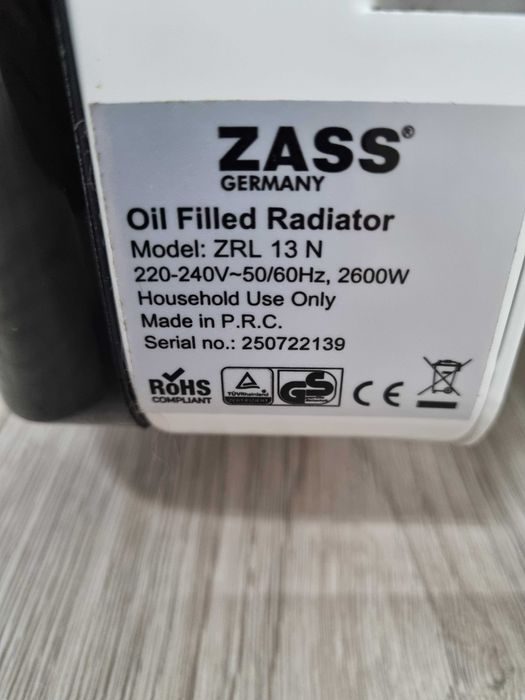 ZASS®
GERMANY
Oil Filled Radiator
Model: ZRL 13 N
220-240V~50/60Hz, 2600W
Household Use Only
Made in P.R.C.
Serial no.: 250722139
RoHS
COMPLIANT
TÜVRheinland
GS
CE